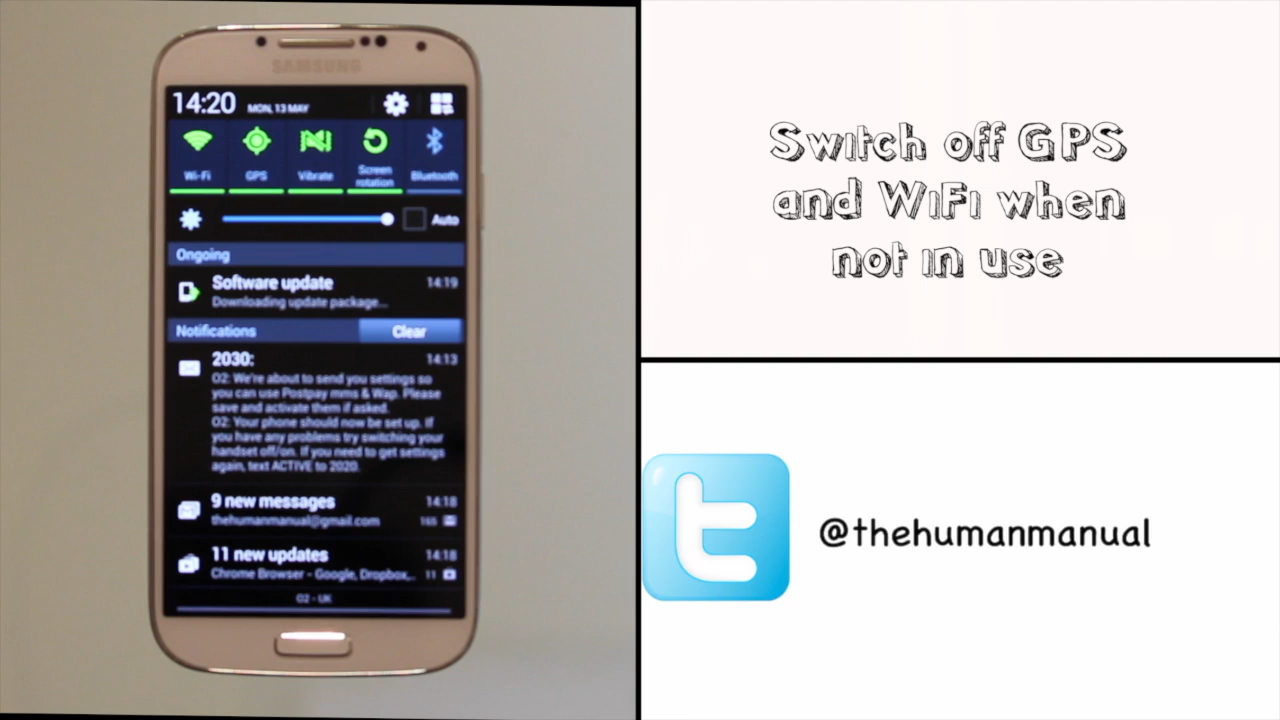 SAMSUNG
14:20 MON, 13 MAY
Wi-Fi GPS Vibrate Screen rotation Bluetooth
Auto
Ongoing
Software update 14:19
Downloading update package...
Notifications Clear
2030: 14:13
O2: We're about to send you settings so
you can use Postpay mms & Wap. Please
save and activate them if asked.
O2: Your phone should now be set up. If
you have any problems try switching your
handset off/on. If you need to get settings
again, text ACTIVE to 2020.
9 new messages 14:18
thehumanmanual@gmail.com 165
11 new updates 14:18
Chrome Browser - Google, Dropbox,.. 11
O2 - UK
Switch off GPS
and WiFi when
not in use
t
@thehumanmanual